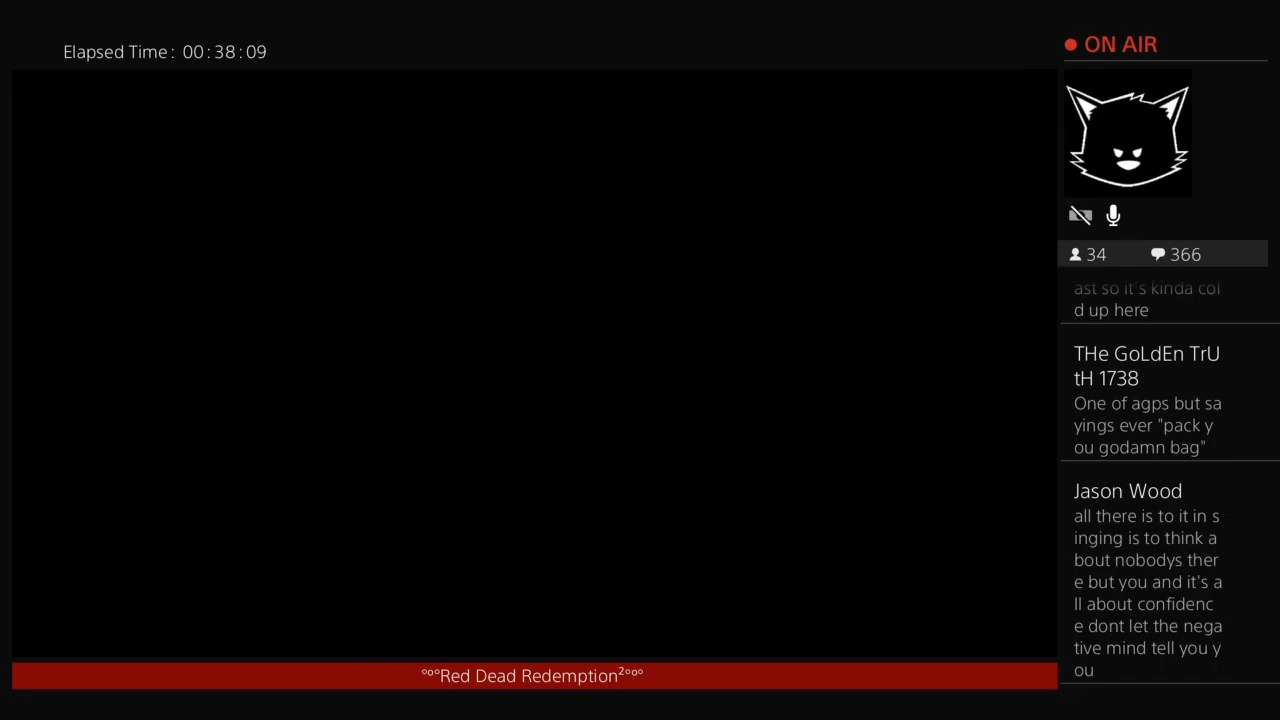 Elapsed Time: 00:38:09
ON AIR
34 366
ast so it's kinda col
d up here
THe GoLdEn TrU
tH 1738
One of agps but sa
yings ever "pack y
ou godamn bag"
Jason Wood
all there is to it in s
inging is to think a
bout nobodys ther
e but you and it's a
ll about confidenc
e dont let the nega
tive mind tell you y
ou
ºººRed Dead Redemption²ººº